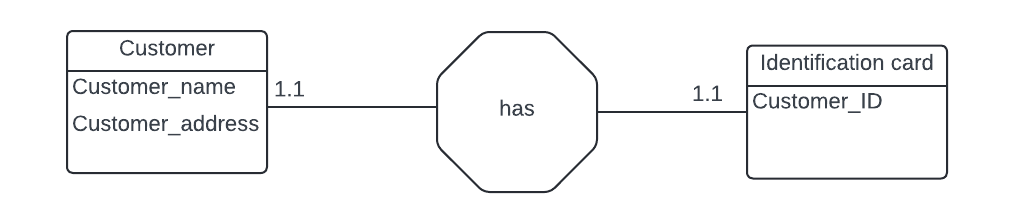 Customer
Customer_name
Customer_address
1.1
has
1.1
Identification card
Customer_ID